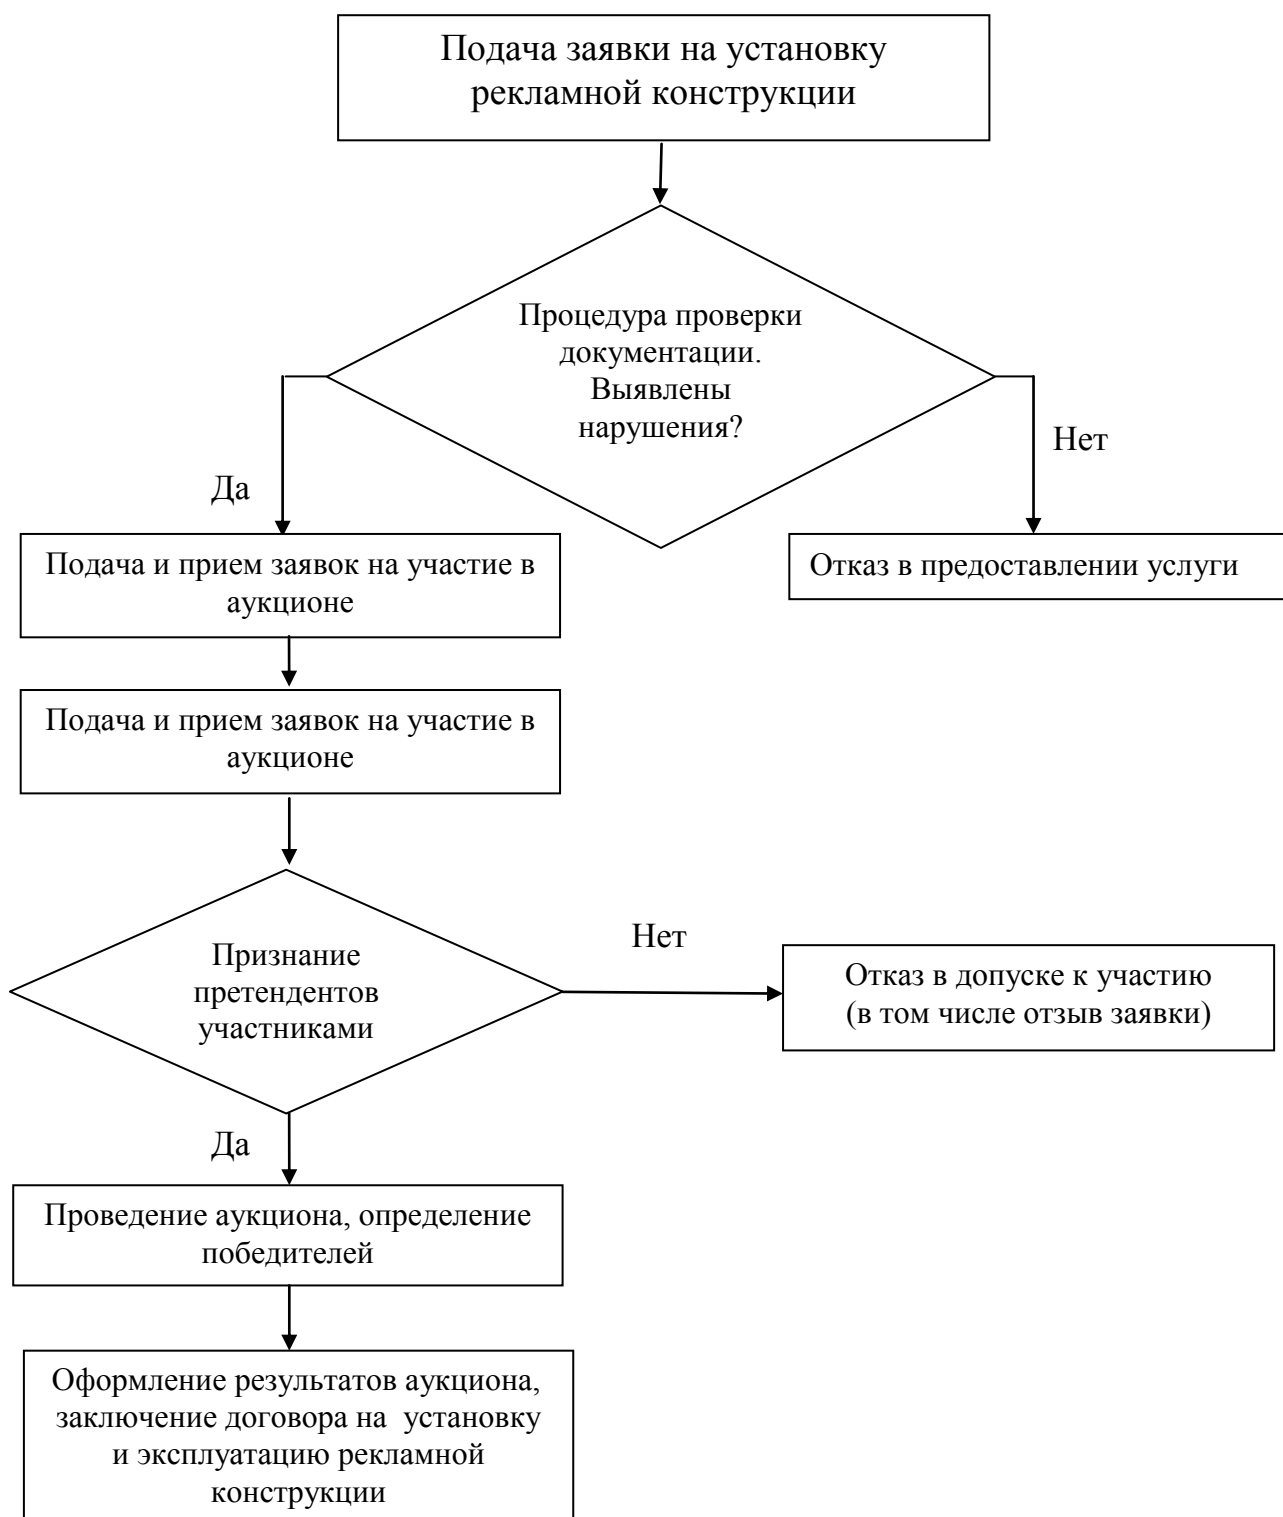 Подача заявки на установку
рекламной конструкции
Процедура проверки
документации.
Выявлены
нарушения?
Нет
Да
Подача и прием заявок на участие в
аукционе
Отказ в предоставлении услуги
Подача и прием заявок на участие в
аукционе
Признание
претендентов
участниками
Нет
Отказ в допуске к участию
(в том числе отзыв заявки)
Да
Проведение аукциона, определение
победителей
Оформление результатов аукциона,
заключение договора на установку
и эксплуатацию рекламной
конструкции